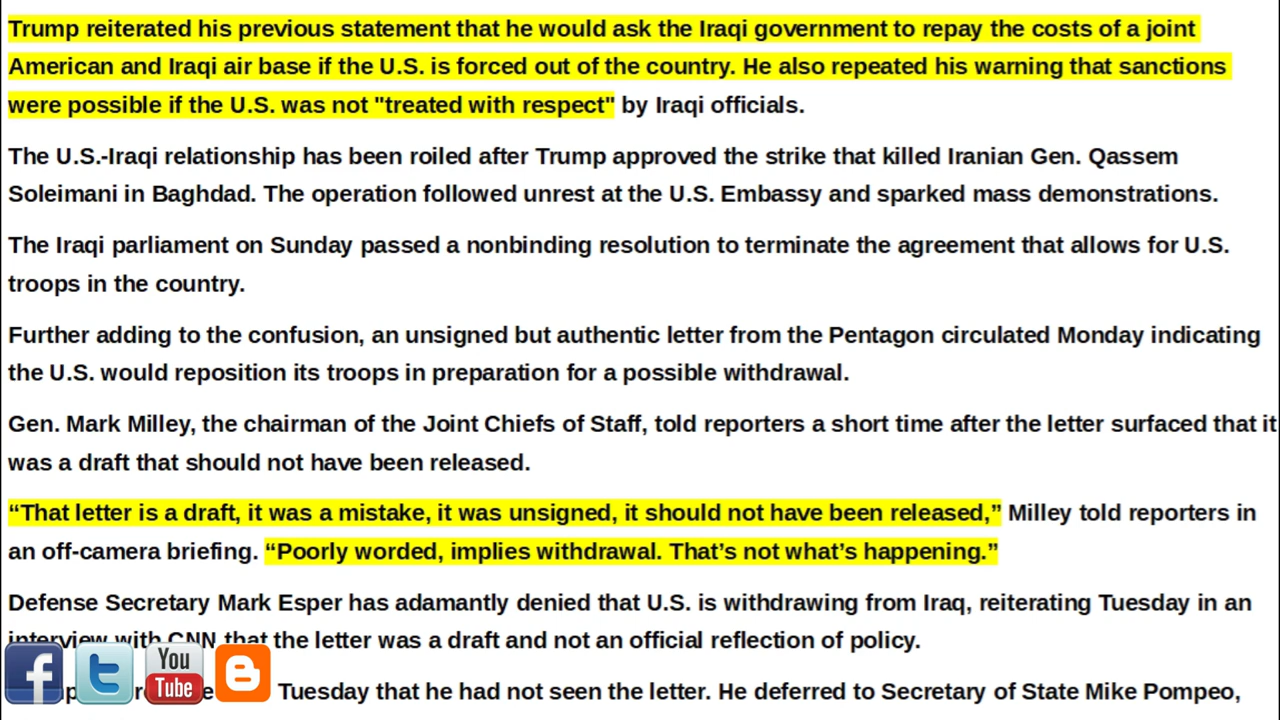 Trump reiterated his previous statement that he would ask the Iraqi government to repay the costs of a joint
American and Iraqi air base if the U.S. is forced out of the country. He also repeated his warning that sanctions
were possible if the U.S. was not "treated with respect" by Iraqi officials.
The U.S.-Iraqi relationship has been roiled after Trump approved the strike that killed Iranian Gen. Qassem
Soleimani in Baghdad. The operation followed unrest at the U.S. Embassy and sparked mass demonstrations.
The Iraqi parliament on Sunday passed a nonbinding resolution to terminate the agreement that allows for U.S.
troops in the country.
Further adding to the confusion, an unsigned but authentic letter from the Pentagon circulated Monday indicating
the U.S. would reposition its troops in preparation for a possible withdrawal.
Gen. Mark Milley, the chairman of the Joint Chiefs of Staff, told reporters a short time after the letter surfaced that it
was a draft that should not have been released.
“That letter is a draft, it was a mistake, it was unsigned, it should not have been released,” Milley told reporters in
an off-camera briefing. “Poorly worded, implies withdrawal. That’s not what’s happening.”
Defense Secretary Mark Esper has adamantly denied that U.S. is withdrawing from Iraq, reiterating Tuesday in an
interview with CNN that the letter was a draft and not an official reflection of policy.
Tuesday that he had not seen the letter. He deferred to Secretary of State Mike Pompeo,
You
Tube